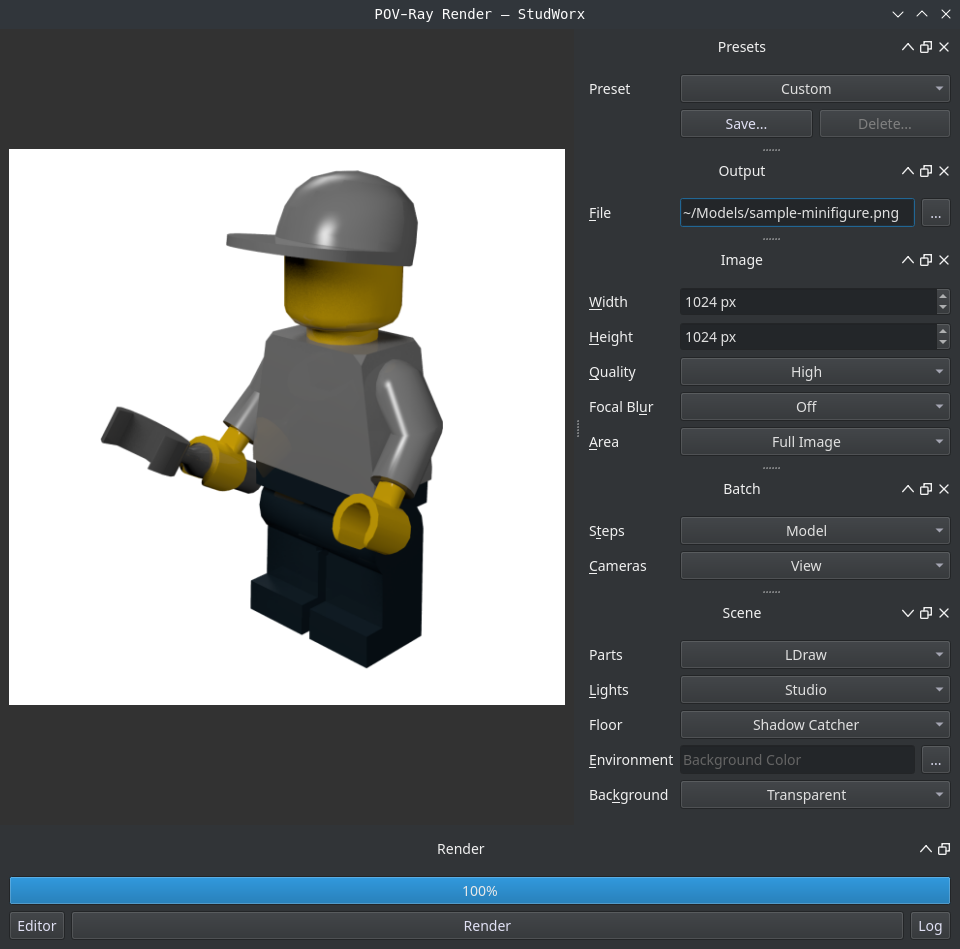 POV-Ray Render — StudWorx
Presets
Preset Custom
Save... Delete...
Output
File ~/Models/sample-minifigure.png ...
Image
Width 1024 px
Height 1024 px
Quality High
Focal Blur Off
Area Full Image
Batch
Steps Model
Cameras View
Scene
Parts LDraw
Lights Studio
Floor Shadow Catcher
Environment Background Color ...
Background Transparent
Render
100%
Editor Render Log